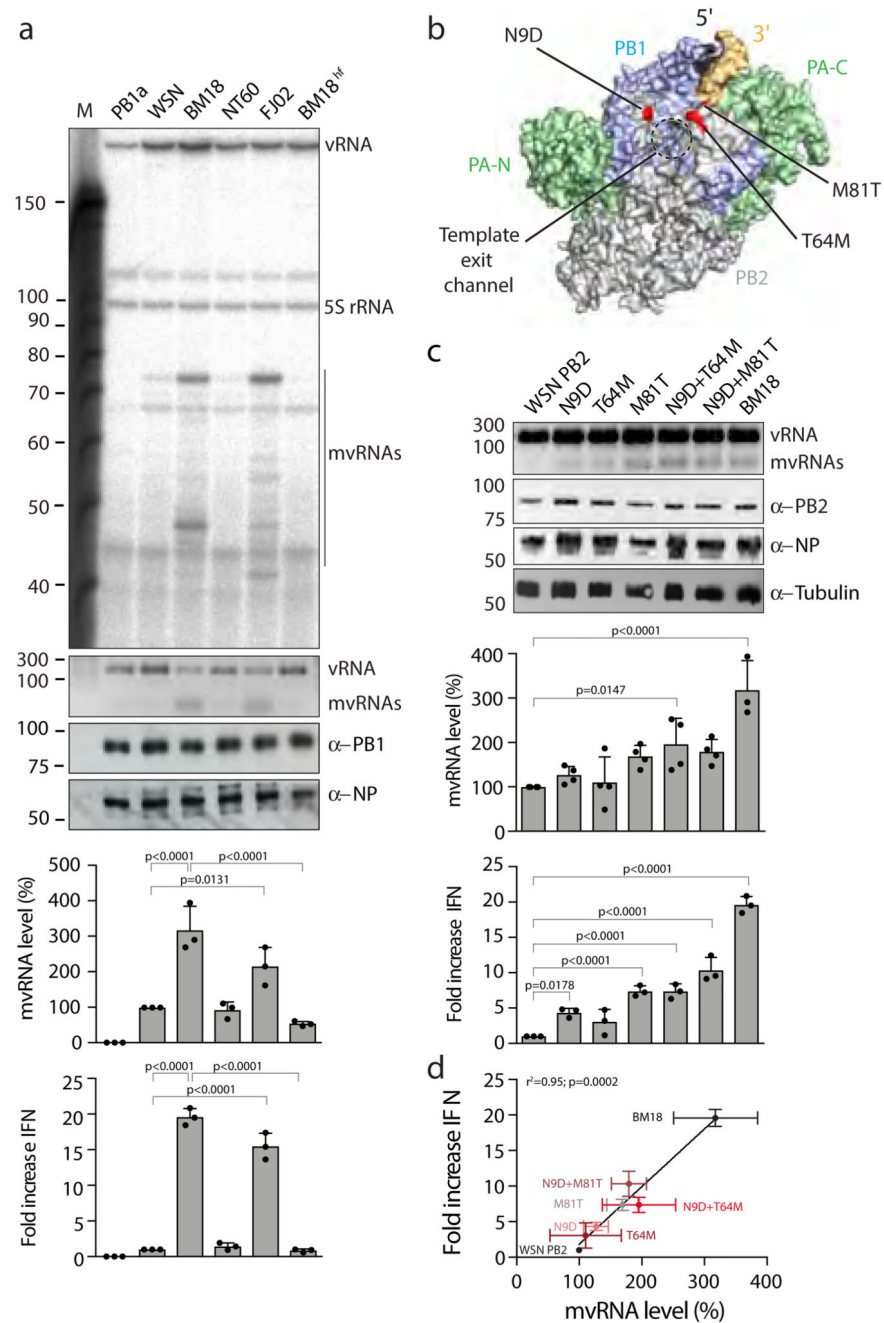 a
M
PB1a
WSN
BM18
NT60
FJ02
BM18 hf
vRNA
150
100
5S rRNA
90
80
70
mvRNAs
60
50
40
300
vRNA
100
mvRNAs
100
α–PB1
75
α–NP
50
mvRNA level (%)
500
400
300
200
100
0
p<0.0001
p<0.0001
p=0.0131
Fold increase IFN
25
20
15
10
5
0
p<0.0001
p<0.0001
p<0.0001
b
N9D
5'
3'
PB1
PA-C
PA-N
M81T
Template
exit
channel
T64M
PB2
c
WSN PB2
N9D
T64M
M81T
N9D+T64M
N9D+M81T
BM18
300
vRNA
100
mvRNAs
100
α–PB2
75
α–NP
50
α–Tubulin
50
mvRNA level (%)
400
300
200
100
0
p<0.0001
p=0.0147
Fold increase IFN
25
20
15
10
5
0
p<0.0001
p<0.0001
p<0.0001
p<0.0001
p=0.0178
d
r²=0.95; p=0.0002
Fold increase IF N
25
20
15
10
5
0
BM18
N9D+M81T
M81T
N9D+T64M
N9D
T64M
WSN PB2
0 100 200 300 400
mvRNA level (%)